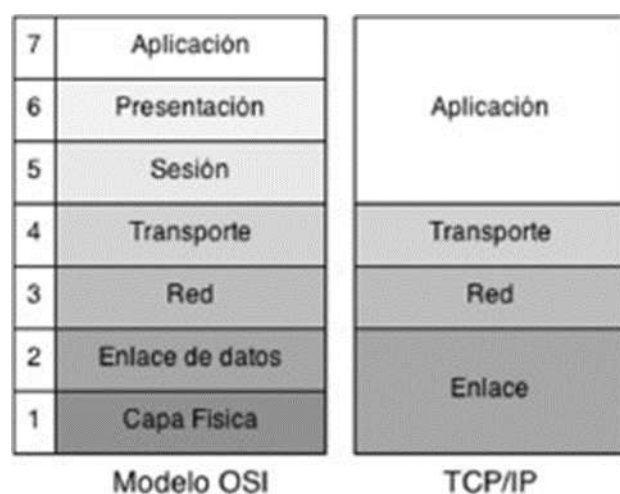 7 Aplicación
6 Presentación
5 Sesión
4 Transporte
3 Red
2 Enlace de datos
1 Capa Física
Modelo OSI
Aplicación
Transporte
Red
Enlace
TCP/IP